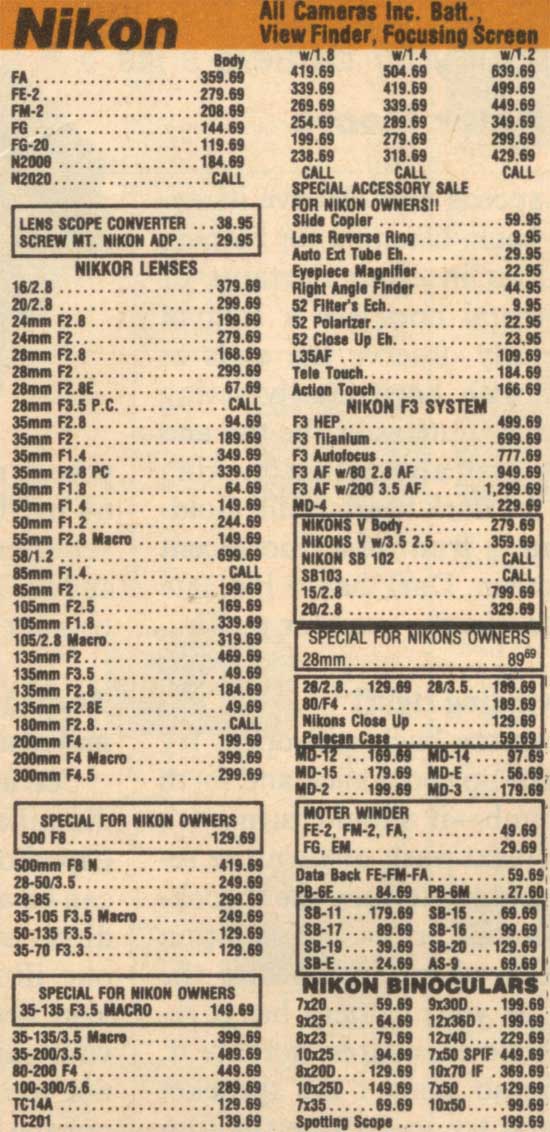 Nikon
All Cameras Inc. Batt.,
View Finder, Focusing Screen
Body w/1.8 w/1.4 w/1.2
FA 359.69 419.69 504.69 639.69
FE-2 279.69 339.69 419.69 499.69
FM-2 208.69 269.69 339.69 449.69
FG 144.69 254.69 289.69 349.69
FG-20 119.69 199.69 279.69 299.69
N2000 184.69 238.69 318.69 429.69
N2020 CALL CALL CALL CALL
LENS SCOPE CONVERTER ... 38.95
SCREW MT. NIKON ADP. .... 29.95
NIKKOR LENSES
16/2.8 379.69
20/2.8 299.69
24mm F2.8 199.69
24mm F2 279.69
28mm F2.8 168.69
28mm F2 299.69
28mm F2.8E 67.69
28mm F3.5 P.C. CALL
35mm F2.8 94.69
35mm F2 189.69
35mm F1.4 349.69
35mm F2.8 PC 339.69
50mm F1.8 64.69
50mm F1.4 149.69
50mm F1.2 244.69
55mm F2.8 Macro 149.69
58/1.2 699.69
85mm F1.4 CALL
85mm F2 199.69
105mm F2.5 169.69
105mm F1.8 339.69
105/2.8 Macro 319.69
135mm F2 469.69
135mm F3.5 49.69
135mm F2.8 184.69
135mm F2.8E 49.69
180mm F2.8 CALL
200mm F4 199.69
200mm F4 Macro 399.69
300mm F4.5 299.69
SPECIAL FOR NIKON OWNERS
500 F8 129.69
500mm F8 N 419.69
28-50/3.5 249.69
28-85 299.69
35-105 F3.5 Macro 249.69
50-135 F3.5 129.69
35-70 F3.3 129.69
SPECIAL FOR NIKON OWNERS
35-135 F3.5 MACRO 149.69
35-135/3.5 Macro 399.69
35-200/3.5 489.69
80-200 F4 449.69
100-300/5.6 289.69
TC14A 129.69
TC201 139.69
SPECIAL ACCESSORY SALE
FOR NIKON OWNERS!!
Slide Copier 59.95
Lens Reverse Ring 9.95
Auto Ext Tube Eh. 29.95
Eyepiece Magnifier 22.95
Right Angle Finder 44.95
52 Filter's Ech. 9.95
52 Polarizer 22.95
52 Close Up Eh. 23.95
L35AF 109.69
Tele Touch 184.69
Action Touch 166.69
NIKON F3 SYSTEM
F3 HEP 499.69
F3 Tilanium 699.69
F3 Autofocus 777.69
F3 AF w/80 2.8 AF 949.69
F3 AF w/200 3.5 AF 1,299.69
MD-4 229.69
NIKONS V Body 279.69
NIKONS V w/3.5 2.5 359.69
NIKON SB 102 CALL
SB103 CALL
15/2.8 799.69
20/2.8 329.69
SPECIAL FOR NIKONS OWNERS
28mm 89⁶⁹
28/2.8 ... 129.69 28/3.5 ... 189.69
80/F4 189.69
Nikons Close Up 129.69
Pelecan Case 59.69
MD-12 ... 169.69 MD-14 .... 97.69
MD-15 ... 179.69 MD-E .... 56.69
MD-2 .... 199.69 MD-3 .... 179.69
MOTER WINDER
FE-2, FM-2, FA, 49.69
FG, EM. 29.69
Data Back FE-FM-FA 59.69
PB-6E ..... 84.69 PB-6M .... 27.60
SB-11 ... 179.69 SB-15 .... 69.69
SB-17 .... 89.69 SB-16 .... 99.69
SB-19 .... 39.69 SB-20 ... 129.69
SB-E ..... 24.69 AS-9 ..... 69.69
NIKON BINOCULARS
7x20 59.69 9x30D 199.69
9x25 64.69 12x36D 199.69
8x23 79.69 12x40 229.69
10x25 94.69 7x50 SPIF 449.69
8x20D 129.69 10x70 IF 369.69
10x25D 149.69 7x50 129.69
7x35 69.69 10x50 99.69
Spotting Scope 199.69